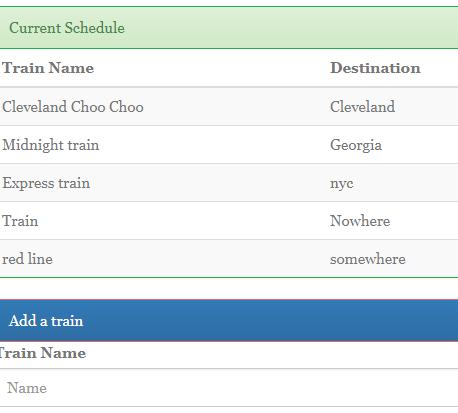 Current Schedule
Train Name Destination
Cleveland Choo Choo Cleveland
Midnight train Georgia
Express train nyc
Train Nowhere
red line somewhere
Add a train
Train Name
Name